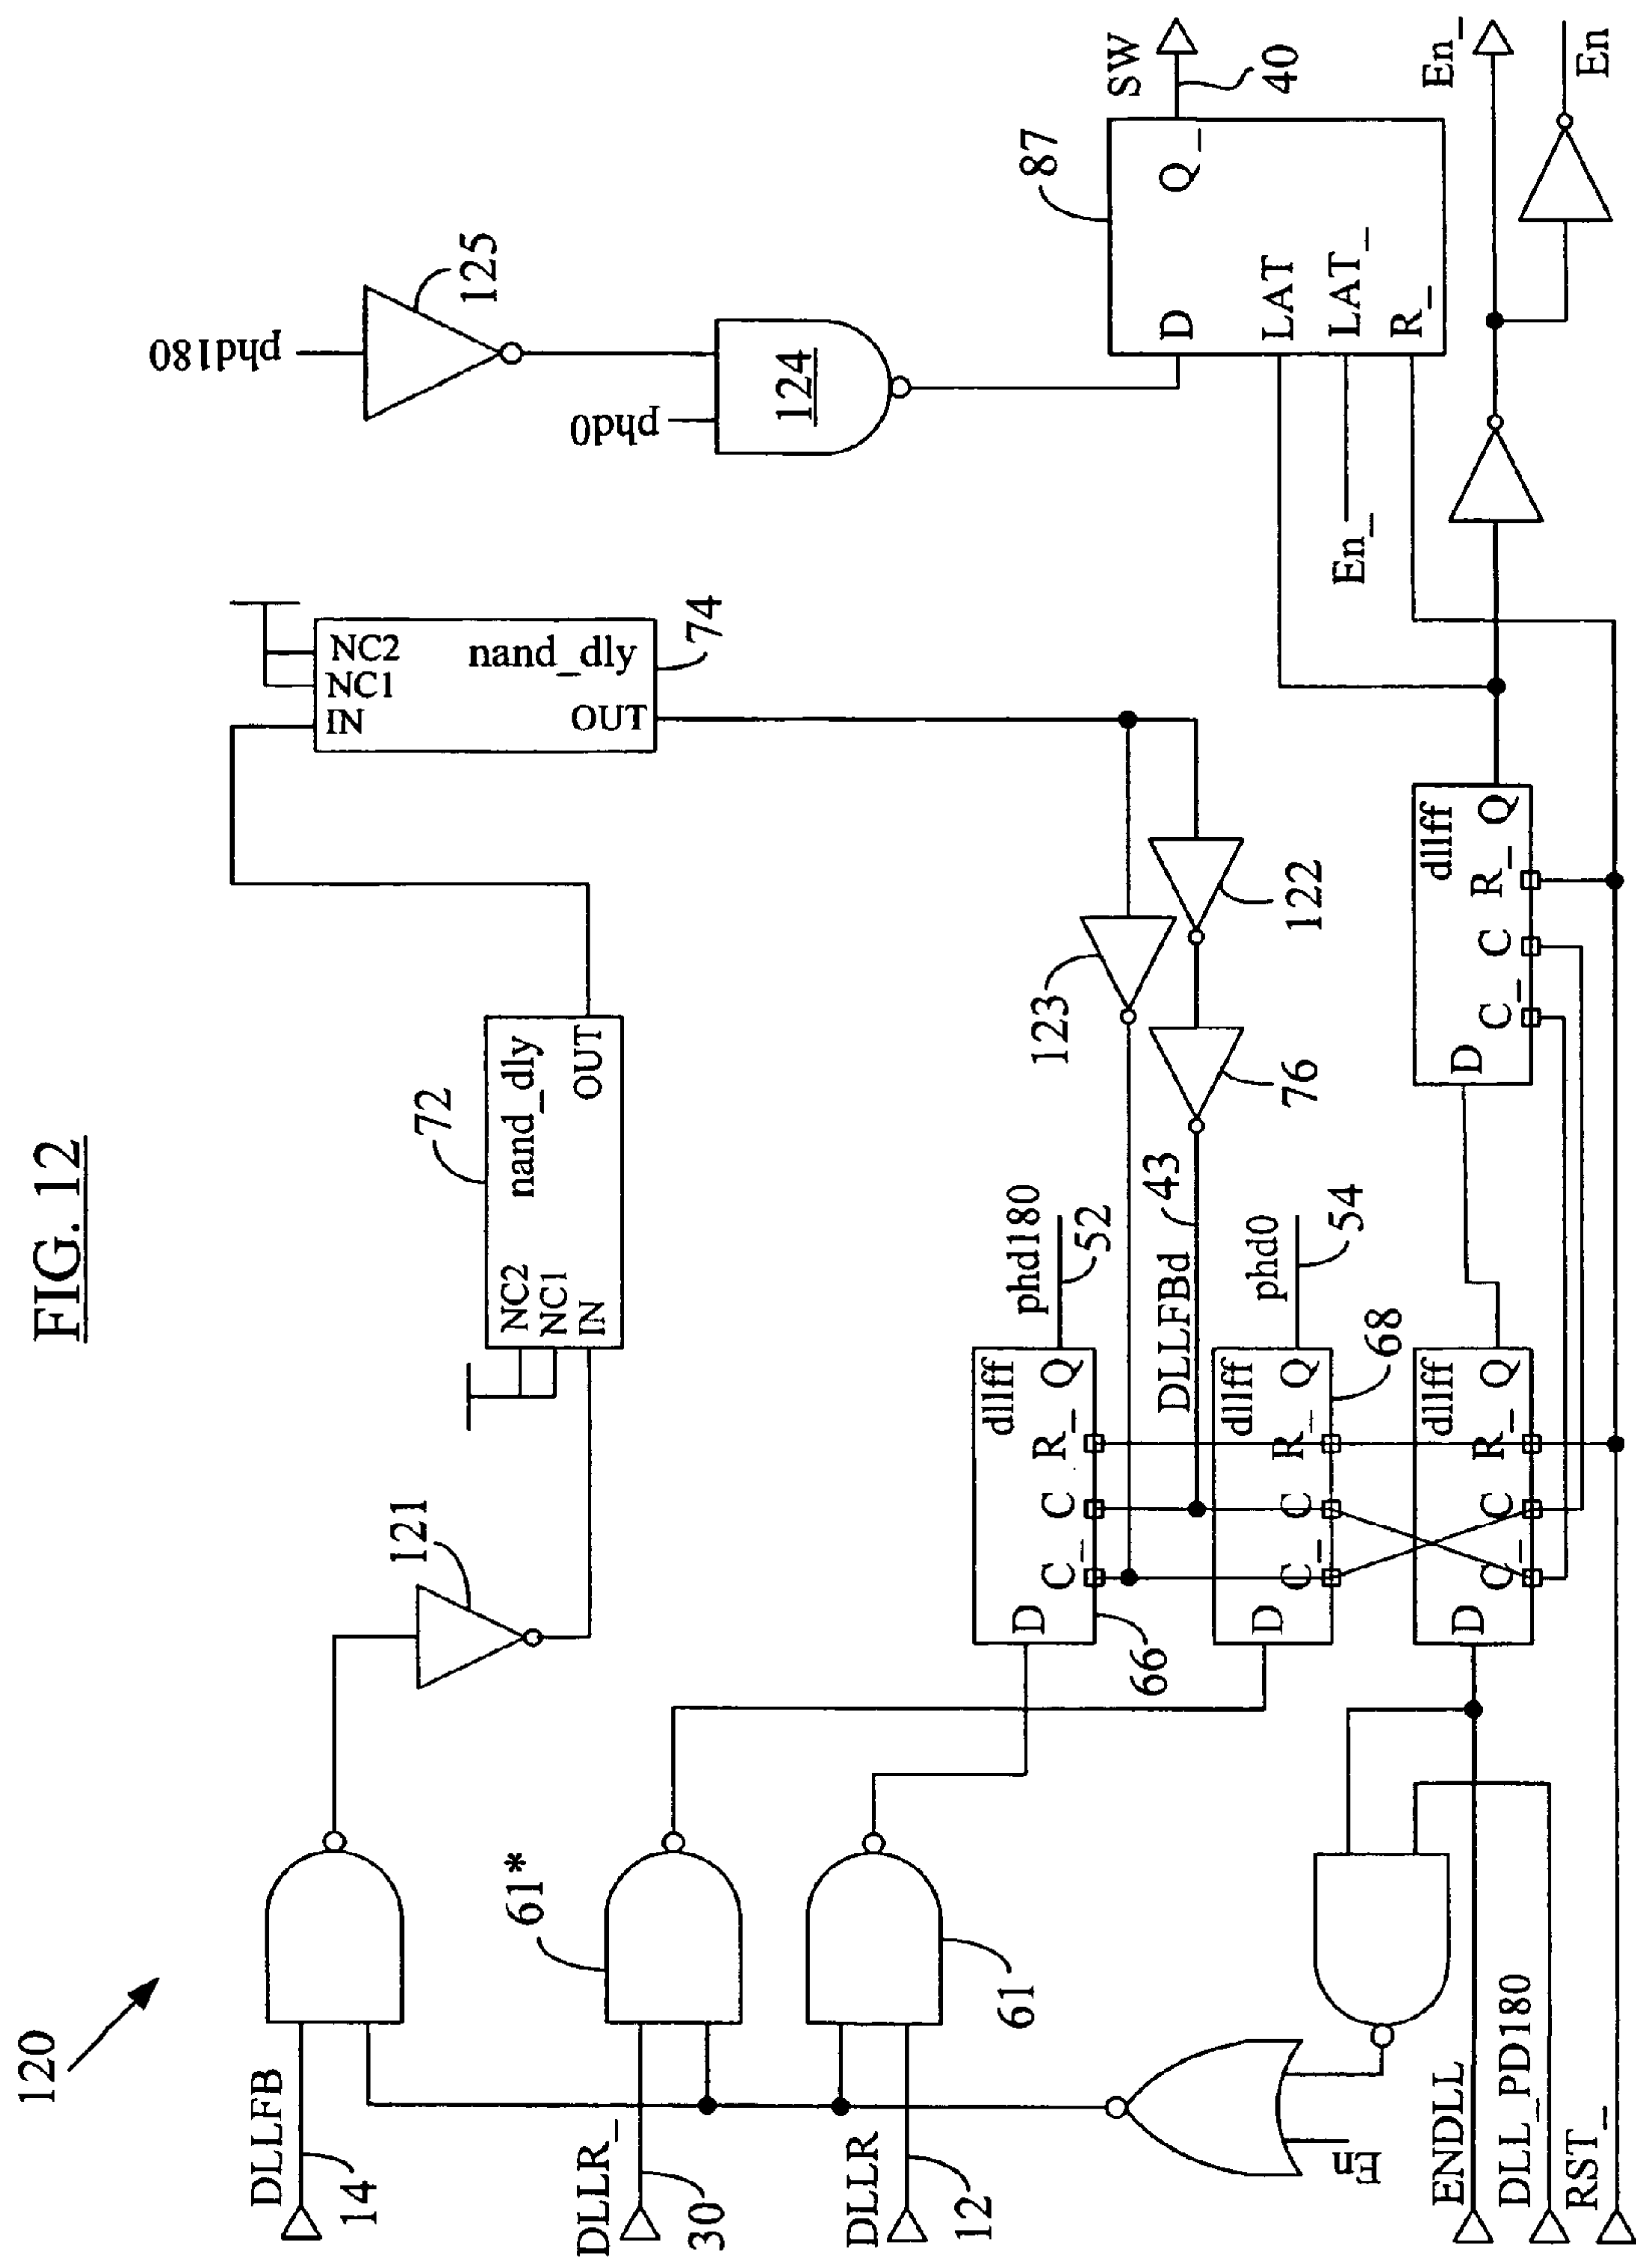 FIG. 12
120
DLLFB
14
DLLR_
30
DLLR
12
ENDLL
DLL_PD180
RST_
En
61*
61
121
72
NC2
NC1
IN
nand_dly
OUT
NC2
NC1
IN
nand_dly
OUT
74
123
122
76
DLLFBd
43
dllff
D
C_
C
R_
Q
66
phd180
52
dllff
D
C_
C
R_
Q
68
phd0
54
dllff
D
C_
C
R_
Q
dllff
D
C_
C
R_
Q
phd180
125
phd0
124
87
D
Q_
LAT
LAT_
R_
En_
SW
40
En_
En